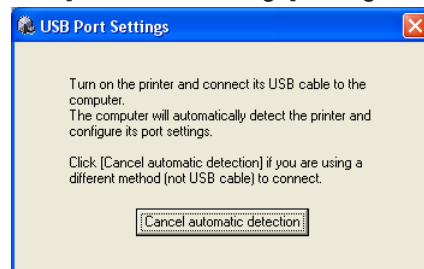 USB Port Settings
Turn on the printer and connect its USB cable to the
computer.
The computer will automatically detect the printer and
configure its port settings.
Click [Cancel automatic detection] if you are using a
different method (not USB cable) to connect.
Cancel automatic detection